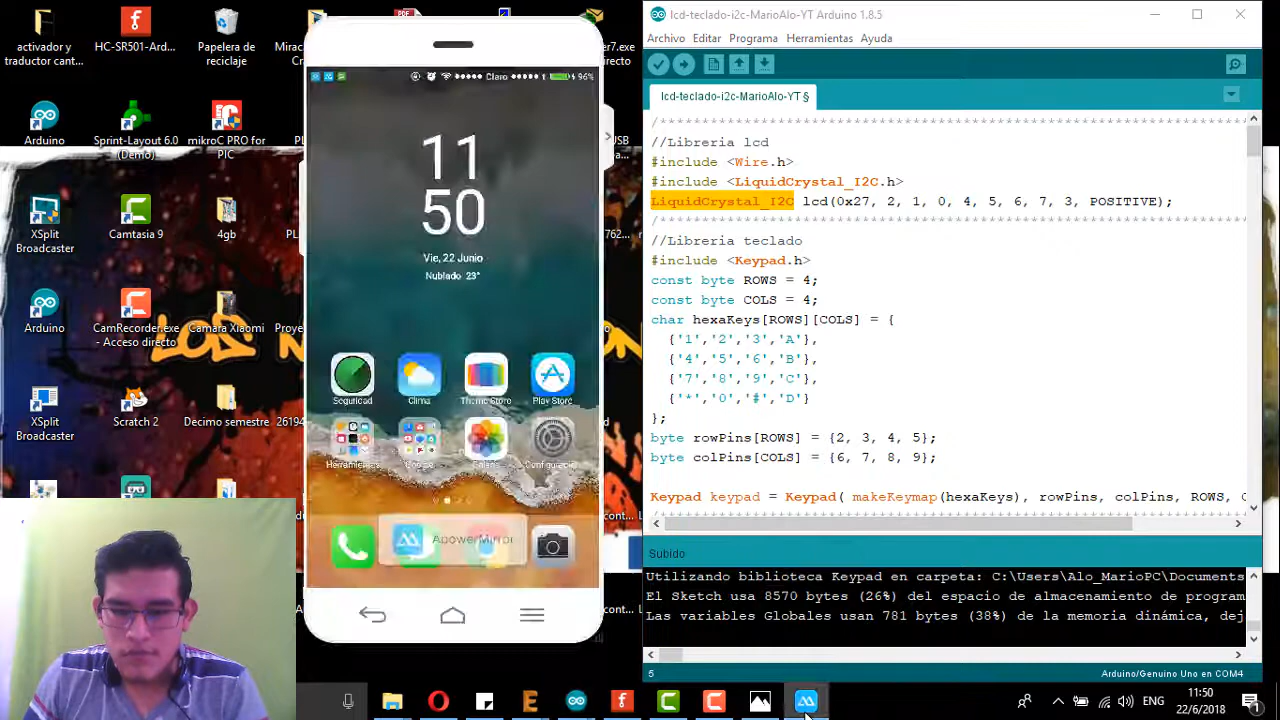 activador y
traductor cant...
HC-SR501-Ard...
Papelera de
reciclaje
Arduino
Sprint-Layout 6.0
(Demo)
mikroC PRO for
PIC
XSplit
Broadcaster
Camtasia 9
4gb
Arduino
CamRecorder.exe
- Acceso directo
Camara Xiaomi
XSplit
Broadcaster
Scratch 2
Decimo semestre
Claro
96%
11
50
Vie, 22 Junio
Nublado 23°
Seguridad
Clima
Theme Store
Play Store
Herramientas
Google
Galería
ApowerMirror
lcd-teclado-i2c-MarioAlo-YT Arduino 1.8.5
Archivo Editar Programa Herramientas Ayuda
lcd-teclado-i2c-MarioAlo-YT §
//Libreria lcd
#include <Wire.h>
#include <LiquidCrystal_I2C.h>
LiquidCrystal_I2C lcd(0x27, 2, 1, 0, 4, 5, 6, 7, 3, POSITIVE);
//Libreria teclado
#include <Keypad.h>
const byte ROWS = 4;
const byte COLS = 4;
char hexaKeys[ROWS][COLS] = {
{'1','2','3','A'},
{'4','5','6','B'},
{'7','8','9','C'},
{'*','0','#','D'}
};
byte rowPins[ROWS] = {2, 3, 4, 5};
byte colPins[COLS] = {6, 7, 8, 9};
Keypad keypad = Keypad( makeKeymap(hexaKeys), rowPins, colPins, ROWS,
Subido
Utilizando biblioteca Keypad en carpeta: C:\Users\Alo_MarioPC\Documents
El Sketch usa 8570 bytes (26%) del espacio de almacenamiento de program
Las variables Globales usan 781 bytes (38%) de la memoria dinámica, dej
5
Arduino/Genuino Uno en COM4
ENG
11:50
22/6/2018